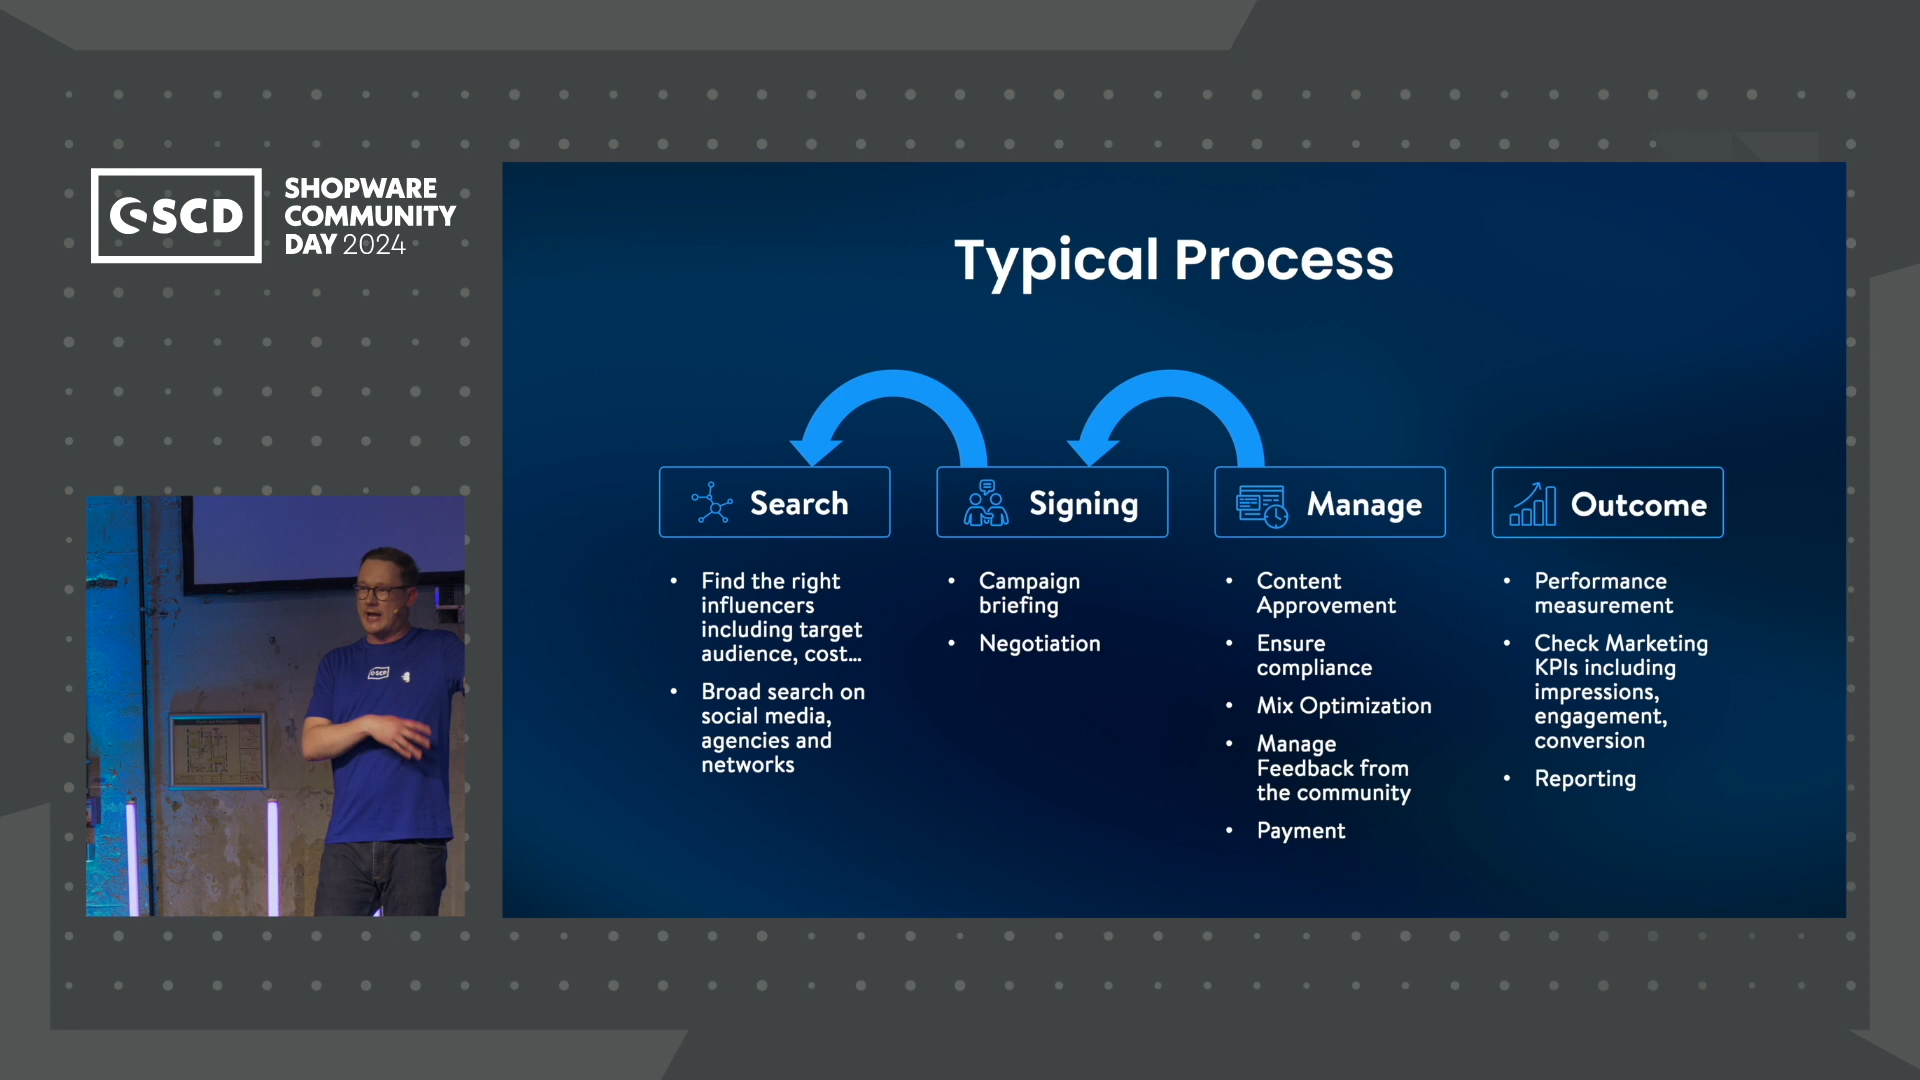 SCD
SHOPWARE
COMMUNITY
DAY 2024
Typical Process
Search
Signing
Manage
Outcome
• Find the right
influencers
including target
audience, cost...
• Broad search on
social media,
agencies and
networks
• Campaign
briefing
• Negotiation
• Content
Approvement
• Ensure
compliance
• Mix Optimization
• Manage
Feedback from
the community
• Payment
• Performance
measurement
• Check Marketing
KPIs including
impressions,
engagement,
conversion
• Reporting
SCD